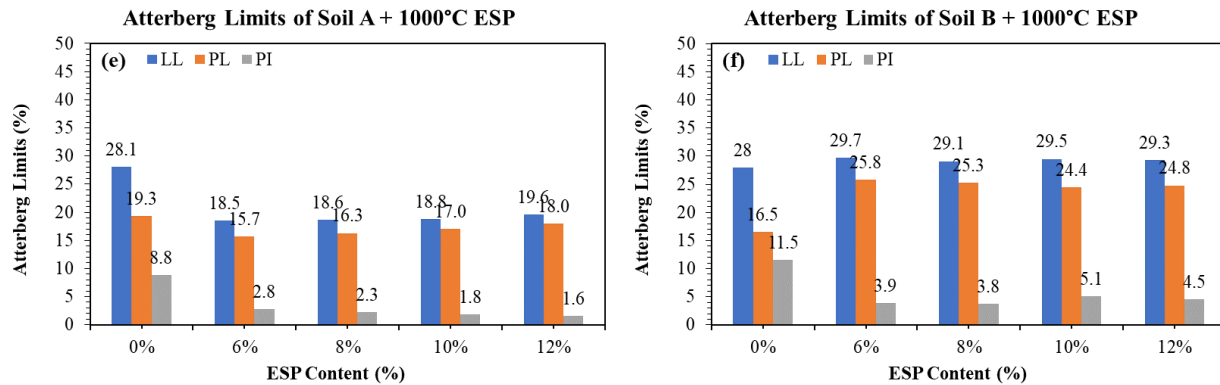 Atterberg Limits of Soil A + 1000°C ESP
(e)
LL PL PI
Atterberg Limits (%)
50
45
40
35
30
25
20
15
10
5
0
28.1 19.3 8.8
18.5 15.7 2.8
18.6 16.3 2.3
18.8 17.0 1.8
19.6 18.0 1.6
0% 6% 8% 10% 12%
ESP Content (%)
Atterberg Limits of Soil B + 1000°C ESP
(f)
LL PL PI
Atterberg Limits (%)
50
45
40
35
30
25
20
15
10
5
0
28 16.5 11.5
29.7 25.8 3.9
29.1 25.3 3.8
29.5 24.4 5.1
29.3 24.8 4.5
0% 6% 8% 10% 12%
ESP Content (%)